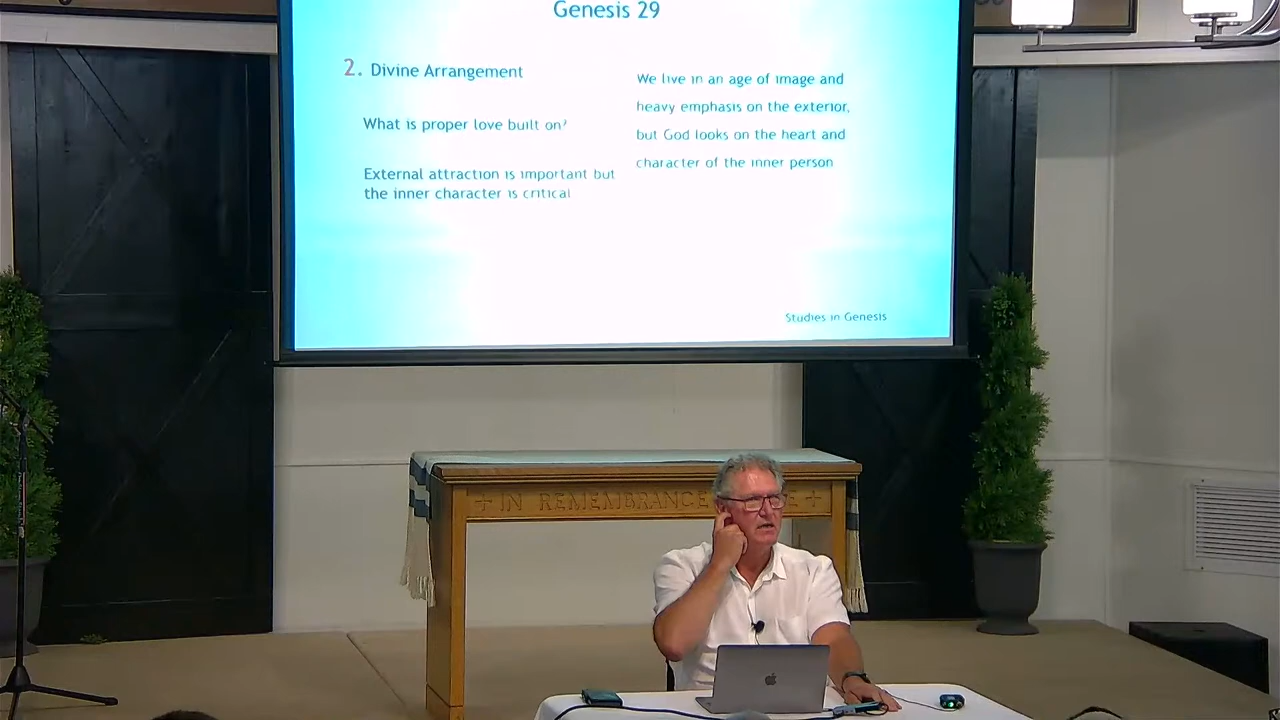 Genesis 29
2. Divine Arrangement
What is proper love built on?
External attraction is important but
the inner character is critical
We live in an age of image and
heavy emphasis on the exterior,
but God looks on the heart and
character of the inner person
Studies in Genesis
IN REMEMBRANCE